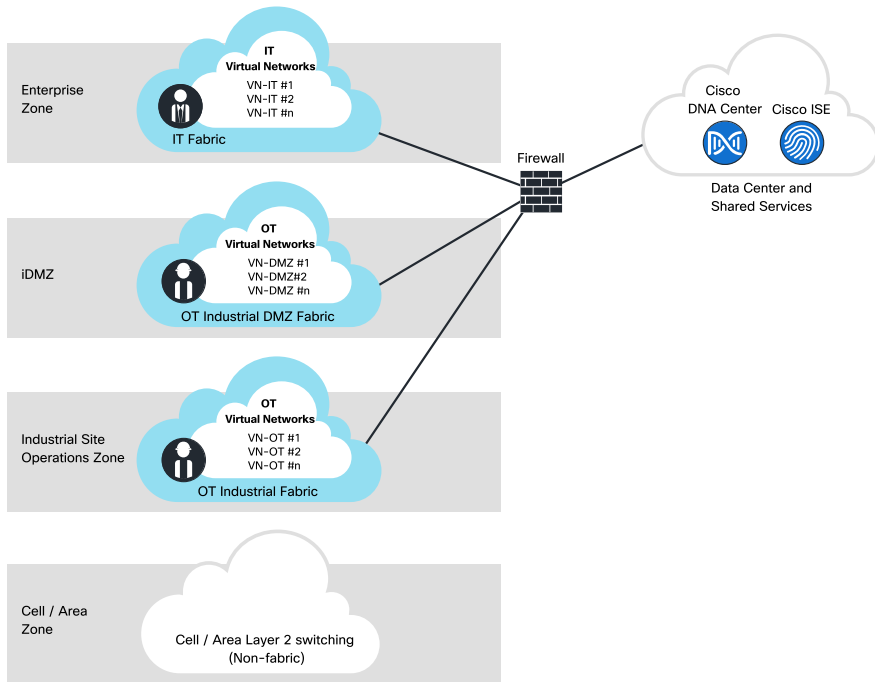 Enterprise
Zone
IT
Virtual Networks
VN-IT #1
VN-IT #2
VN-IT #n
IT Fabric
Firewall
Cisco
DNA Center
Cisco ISE
Data Center and
Shared Services
iDMZ
OT
Virtual Networks
VN-DMZ #1
VN-DMZ#2
VN-DMZ #n
OT Industrial DMZ Fabric
Industrial Site
Operations Zone
OT
Virtual Networks
VN-OT #1
VN-OT #2
VN-OT #n
OT Industrial Fabric
Cell / Area
Zone
Cell / Area Layer 2 switching
(Non-fabric)